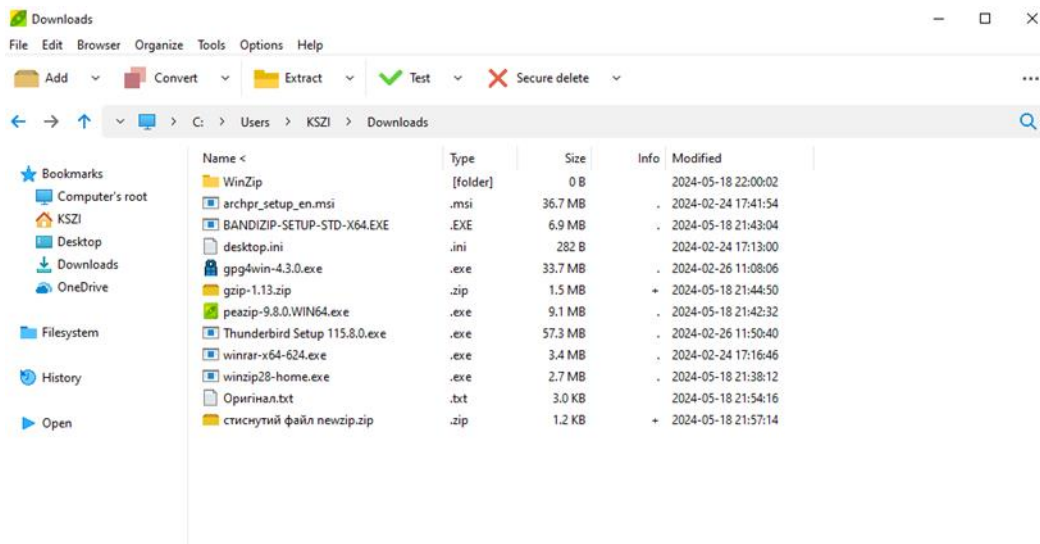 Downloads
File Edit Browser Organize Tools Options Help
Add Convert Extract Test Secure delete
C: > Users > KSZI > Downloads
Name < Type Size Info Modified
Bookmarks
Computer's root
KSZI
Desktop
Downloads
OneDrive
Filesystem
History
Open
WinZip [folder] 0 B 2024-05-18 22:00:02
archpr_setup_en.msi .msi 36.7 MB . 2024-02-24 17:41:54
BANDIZIP-SETUP-STD-X64.EXE .EXE 6.9 MB . 2024-05-18 21:43:04
desktop.ini .ini 282 B 2024-02-24 17:13:00
gpg4win-4.3.0.exe .exe 33.7 MB . 2024-02-26 11:08:06
gzip-1.13.zip .zip 1.5 MB + 2024-05-18 21:44:50
peazip-9.8.0.WIN64.exe .exe 9.1 MB . 2024-05-18 21:42:32
Thunderbird Setup 115.8.0.exe .exe 57.3 MB . 2024-02-26 11:50:40
winrar-x64-624.exe .exe 3.4 MB . 2024-02-24 17:16:46
winzip28-home.exe .exe 2.7 MB . 2024-05-18 21:38:12
Оригінал.txt .txt 3.0 KB 2024-05-18 21:54:16
стиснутий файл newzip.zip .zip 1.2 KB + 2024-05-18 21:57:14